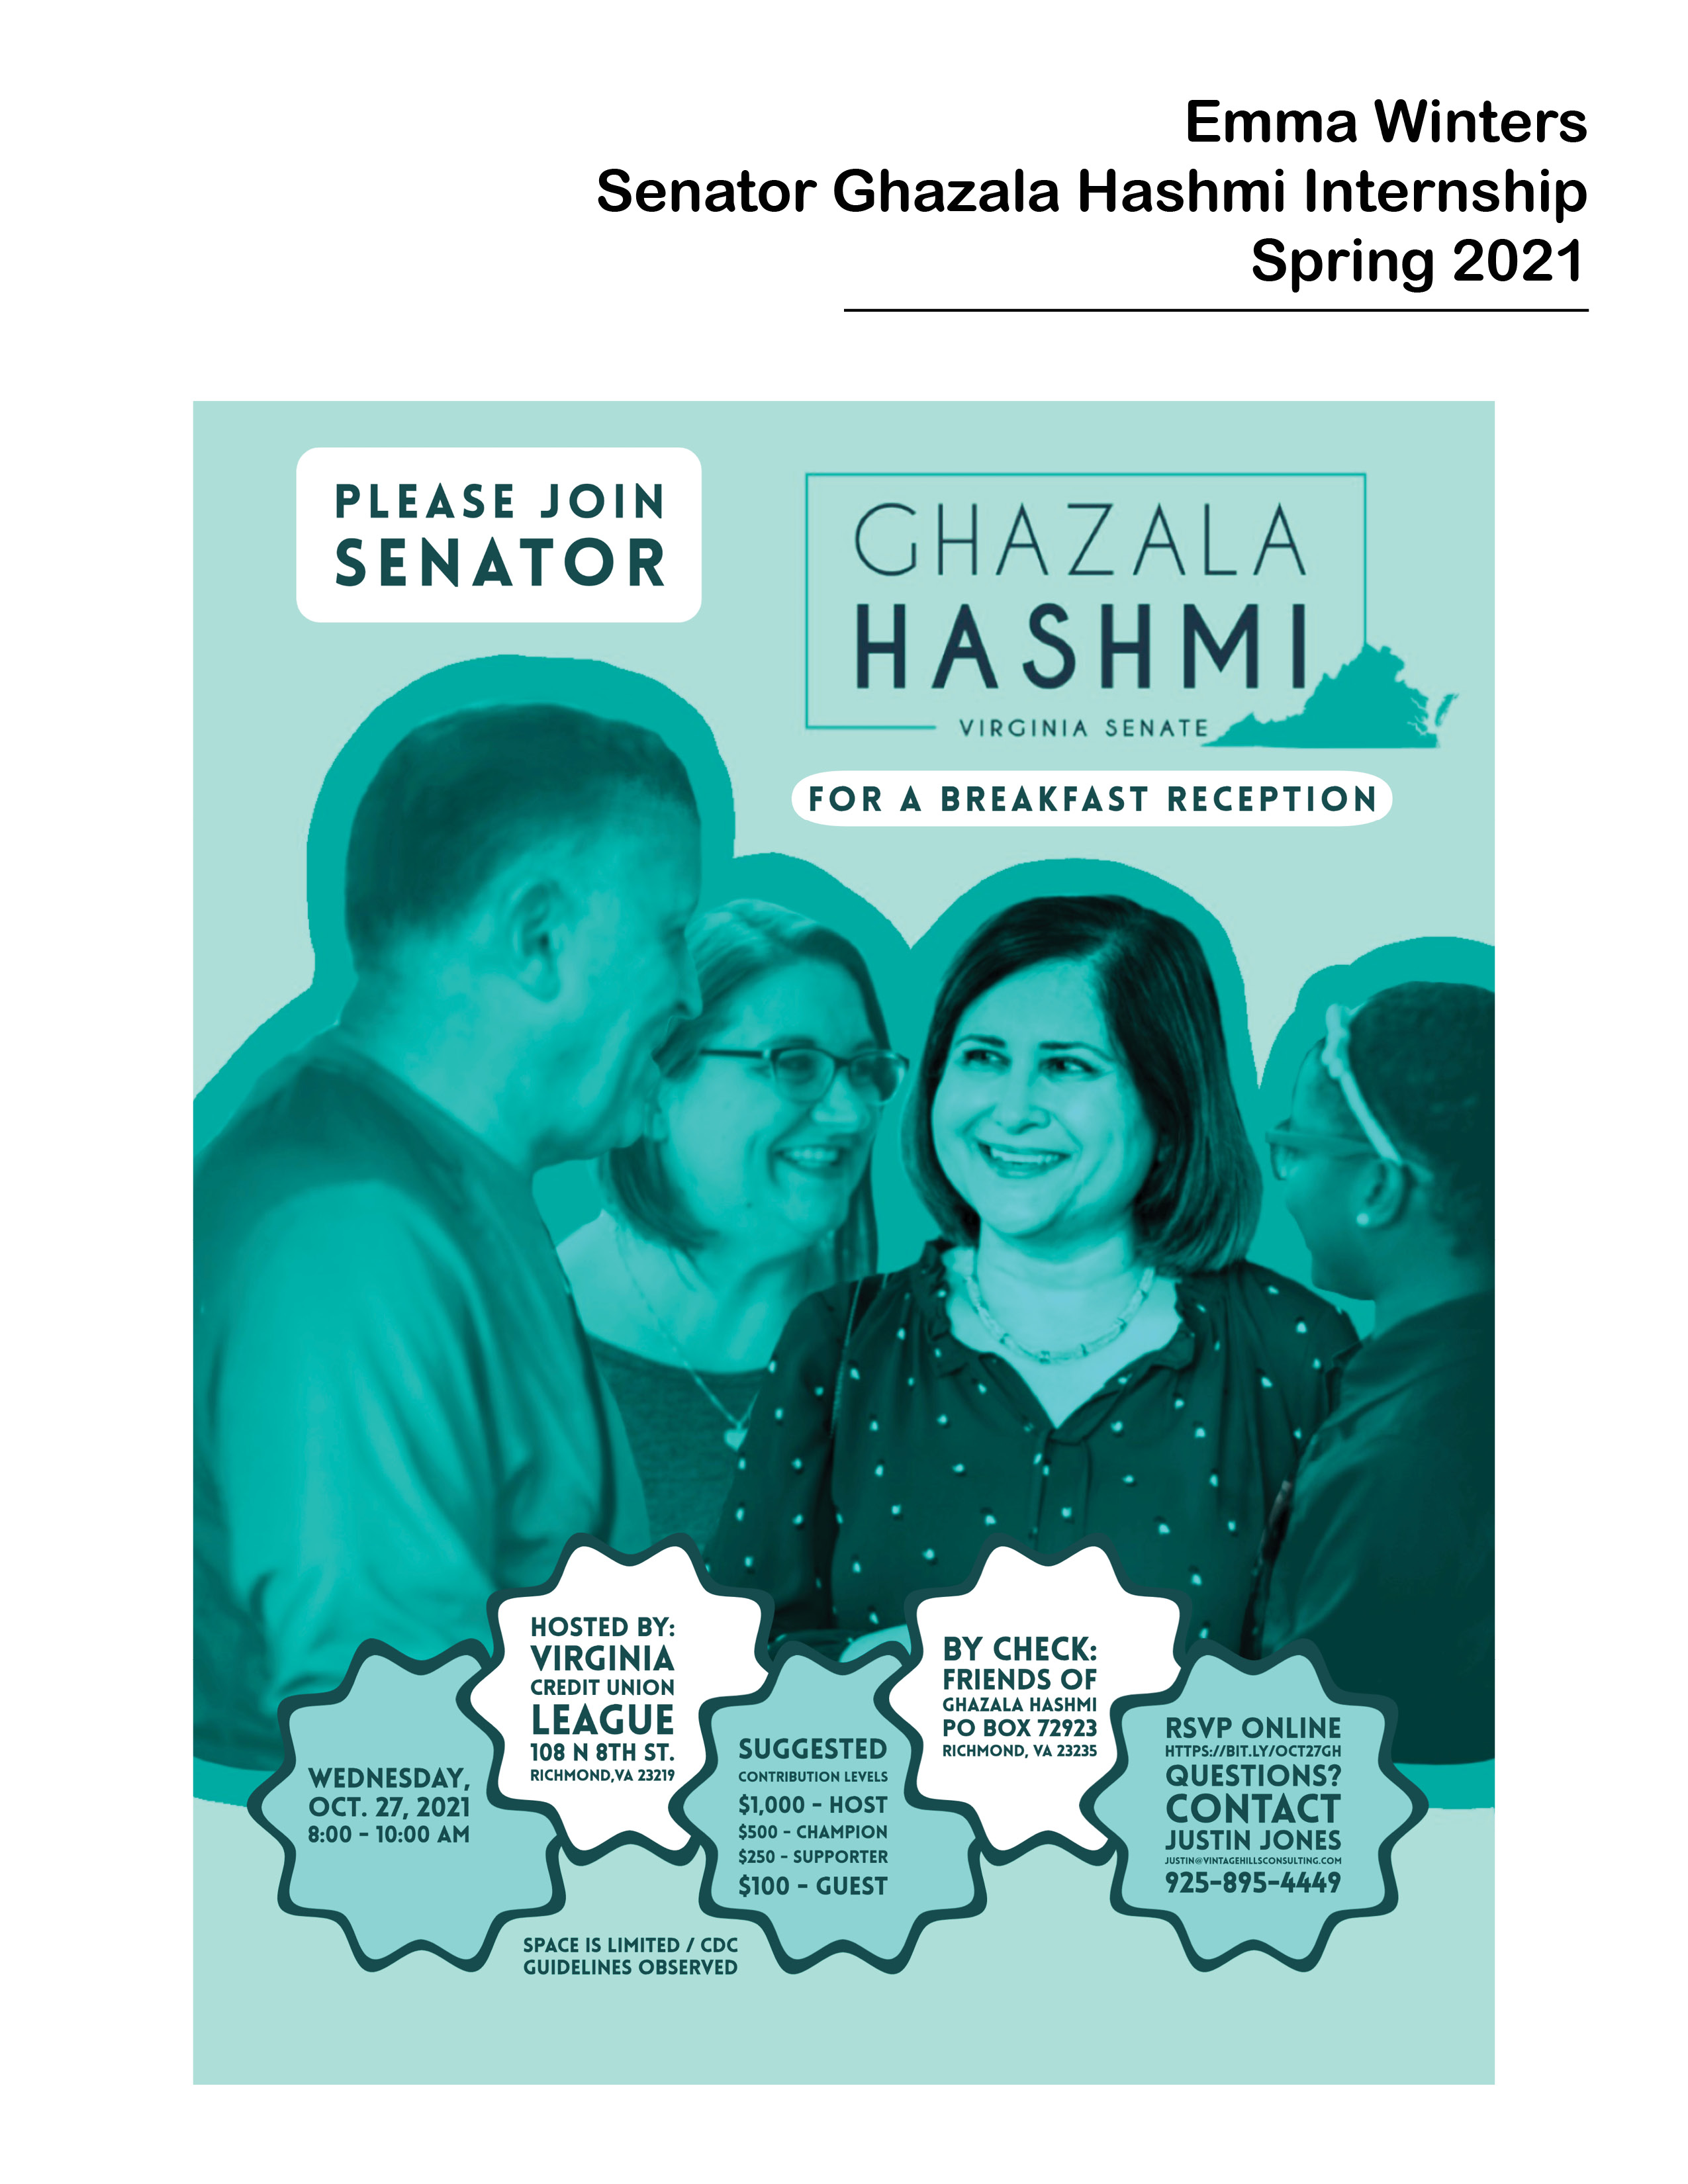 Emma Winters
Senator Ghazala Hashmi Internship
Spring 2021
PLEASE JOIN
SENATOR
GHAZALA
HASHMI
VIRGINIA SENATE
FOR A BREAKFAST RECEPTION
WEDNESDAY,
OCT. 27, 2021
8:00 - 10:00 AM
HOSTED BY:
VIRGINIA
CREDIT UNION
LEAGUE
108 N 8TH ST.
RICHMOND,VA 23219
SUGGESTED
CONTRIBUTION LEVELS
$1,000 - HOST
$500 - CHAMPION
$250 - SUPPORTER
$100 - GUEST
BY CHECK:
FRIENDS OF
GHAZALA HASHMI
PO BOX 72923
RICHMOND, VA 23235
RSVP ONLINE
HTTPS://BIT.LY/OCT27GH
QUESTIONS?
CONTACT
JUSTIN JONES
JUSTIN@VINTAGEHILLSCONSULTING.COM
925-895-4449
SPACE IS LIMITED / CDC
GUIDELINES OBSERVED